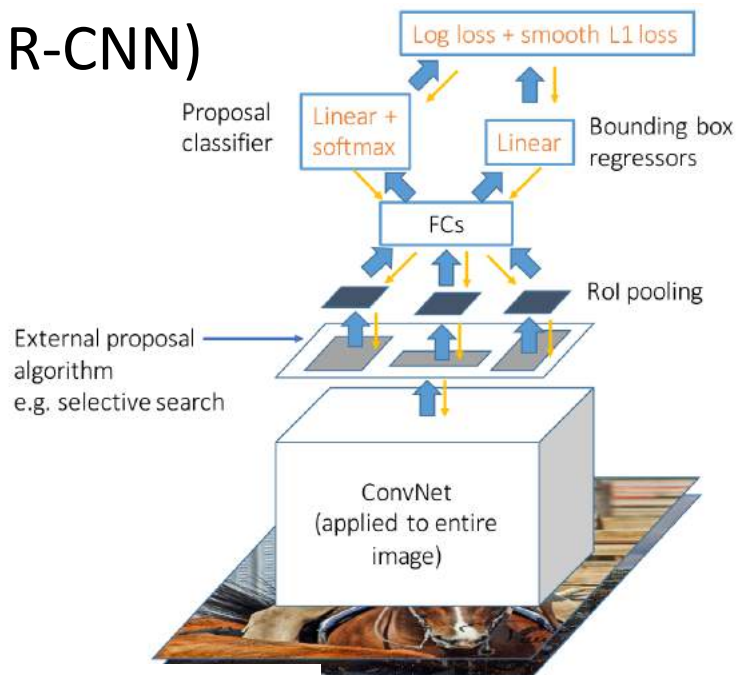 R-CNN)
Log loss + smooth L1 loss
Proposal
classifier
Linear +
softmax
Linear
Bounding box
regressors
FCs
RoI pooling
External proposal
algorithm
e.g. selective search
ConvNet
(applied to entire
image)